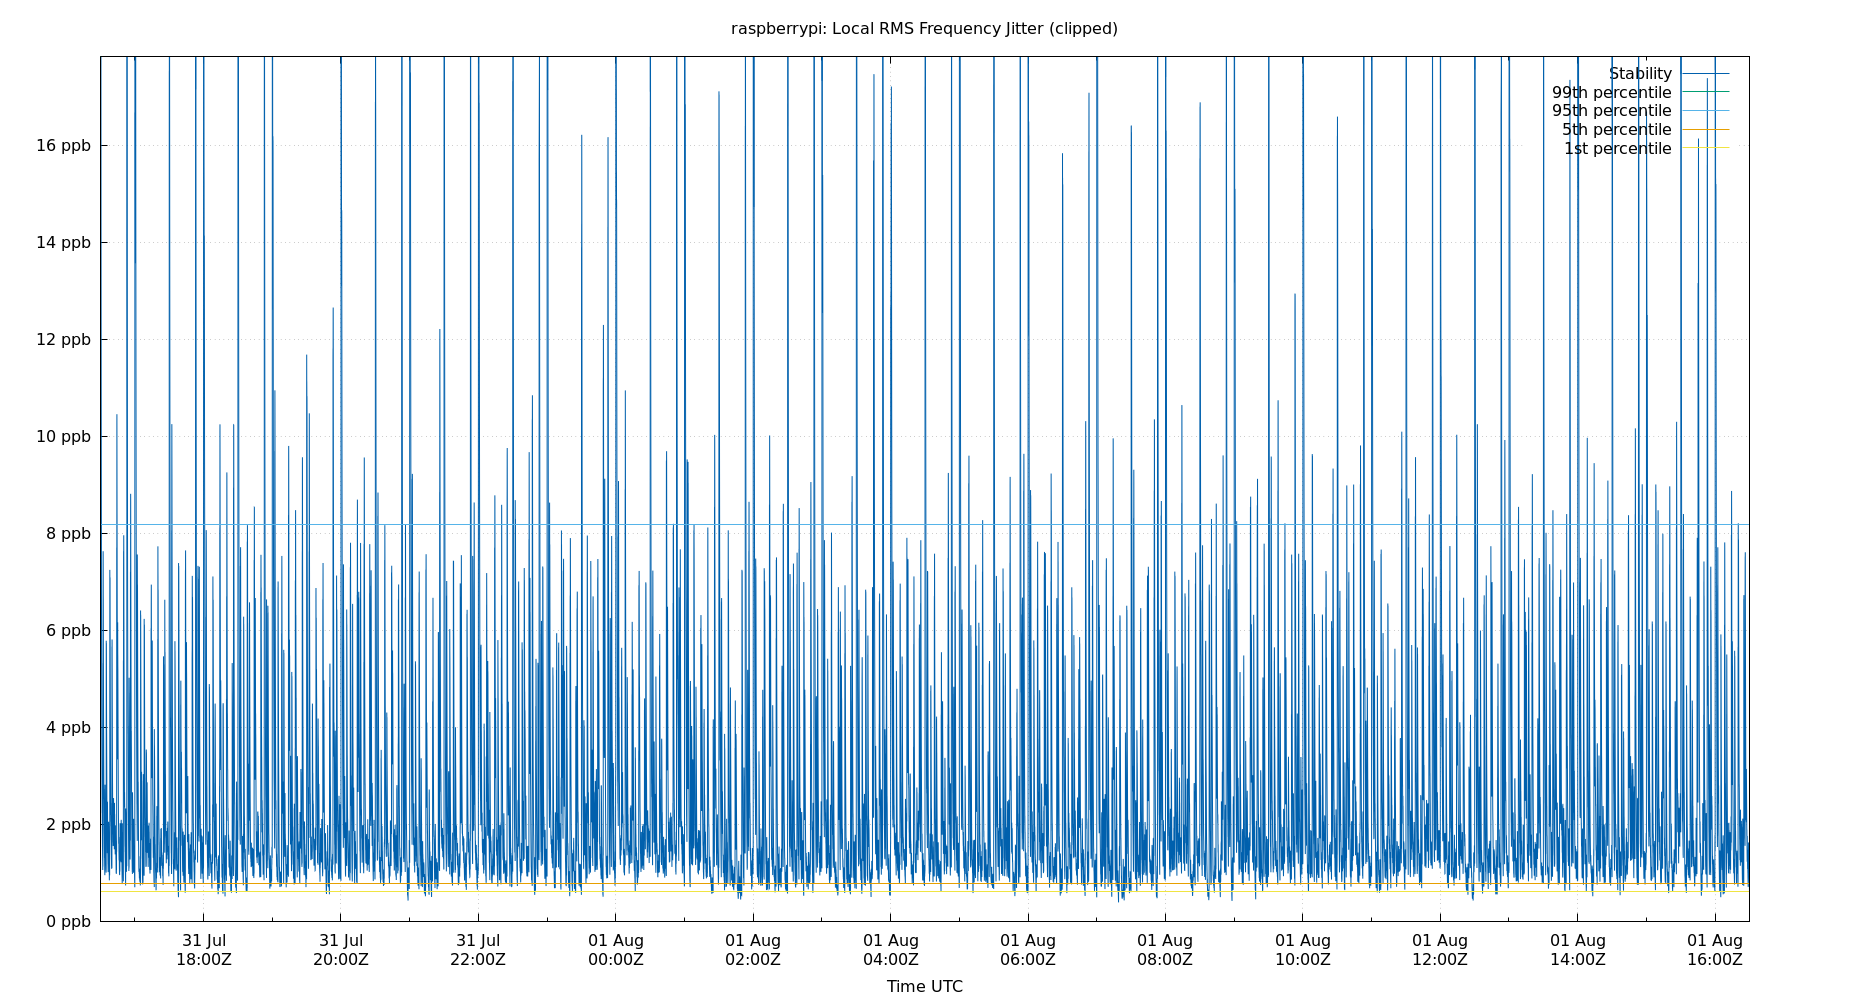 raspberrypi: Local RMS Frequency Jitter (clipped)
Stability
99th percentile
95th percentile
5th percentile
1st percentile
16 ppb
14 ppb
12 ppb
10 ppb
8 ppb
6 ppb
4 ppb
2 ppb
0 ppb
31 Jul 31 Jul 31 Jul 01 Aug 01 Aug 01 Aug 01 Aug 01 Aug 01 Aug 01 Aug 01 Aug 01 Aug
18:00Z 20:00Z 22:00Z 00:00Z 02:00Z 04:00Z 06:00Z 08:00Z 10:00Z 12:00Z 14:00Z 16:00Z
Time UTC